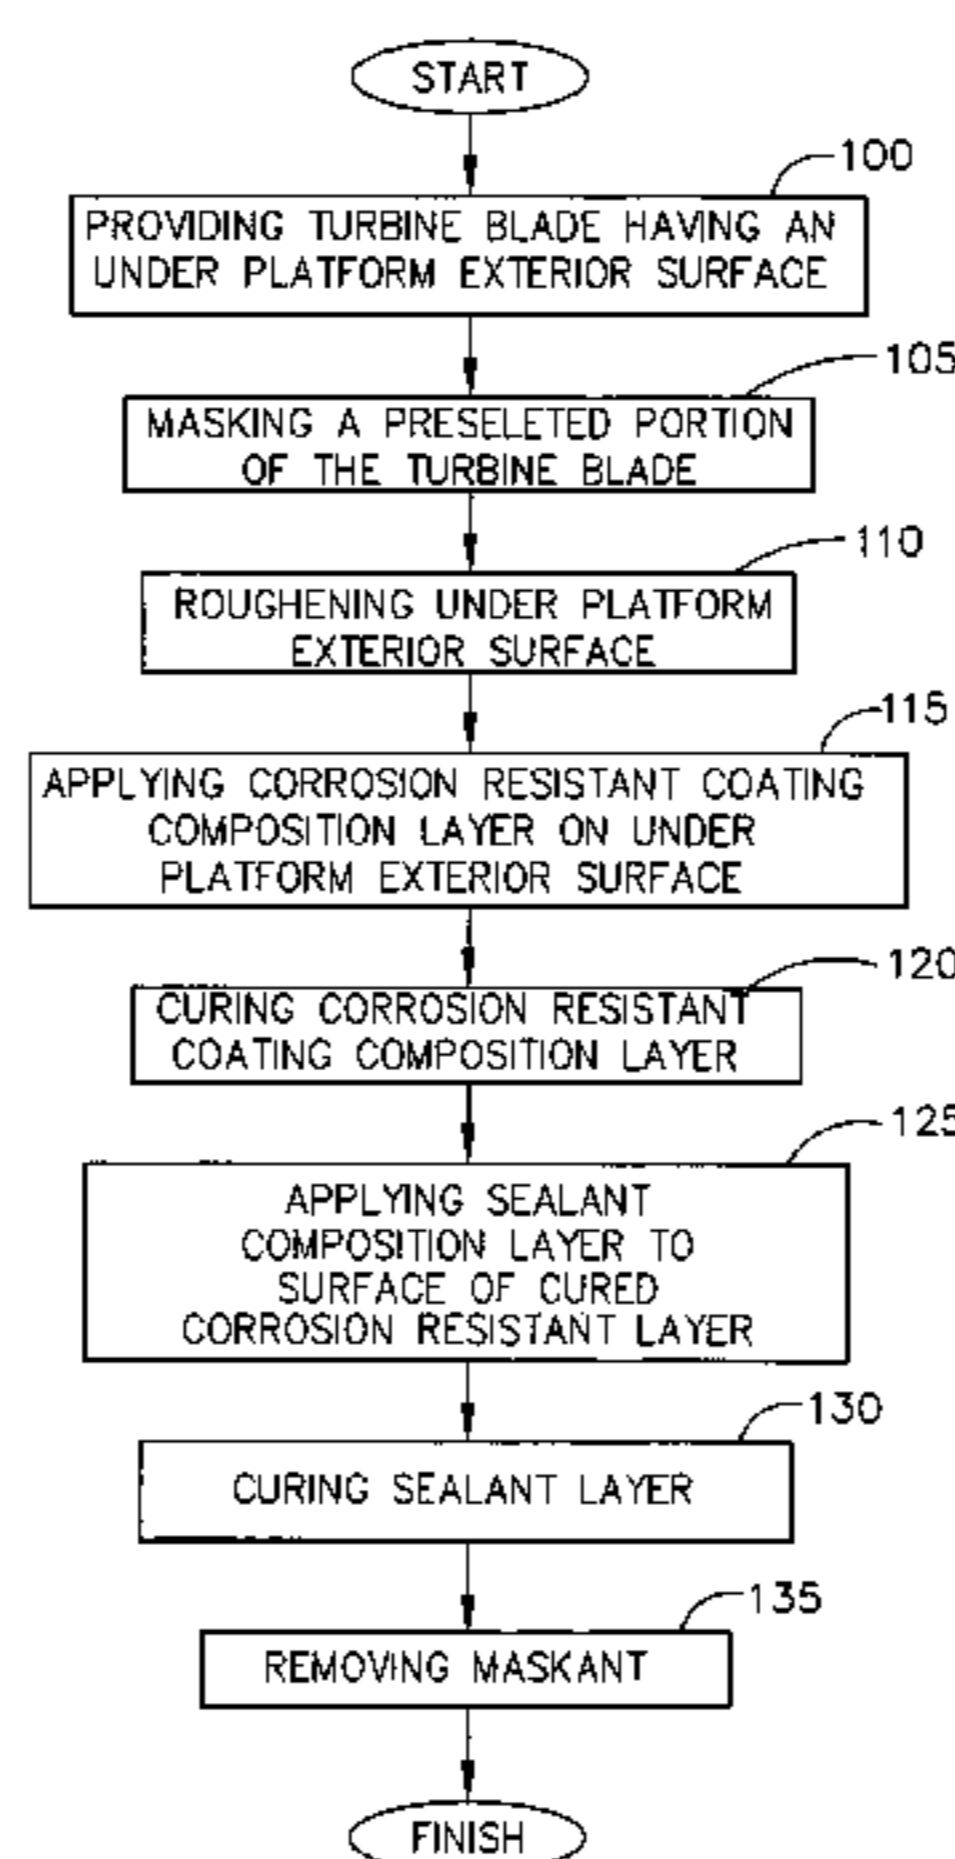 START
100
PROVIDING TURBINE BLADE HAVING AN
UNDER PLATFORM EXTERIOR SURFACE
105
MASKING A PRESELETED PORTION
OF THE TURBINE BLADE
110
ROUGHENING UNDER PLATFORM
EXTERIOR SURFACE
115
APPLYING CORROSION RESISTANT COATING
COMPOSITION LAYER ON UNDER
PLATFORM EXTERIOR SURFACE
120
CURING CORROSION RESISTANT
COATING COMPOSITION LAYER
125
APPLYING SEALANT
COMPOSITION LAYER TO
SURFACE OF CURED
CORROSION RESISTANT LAYER
130
CURING SEALANT LAYER
135
REMOVING MASKANT
FINISH